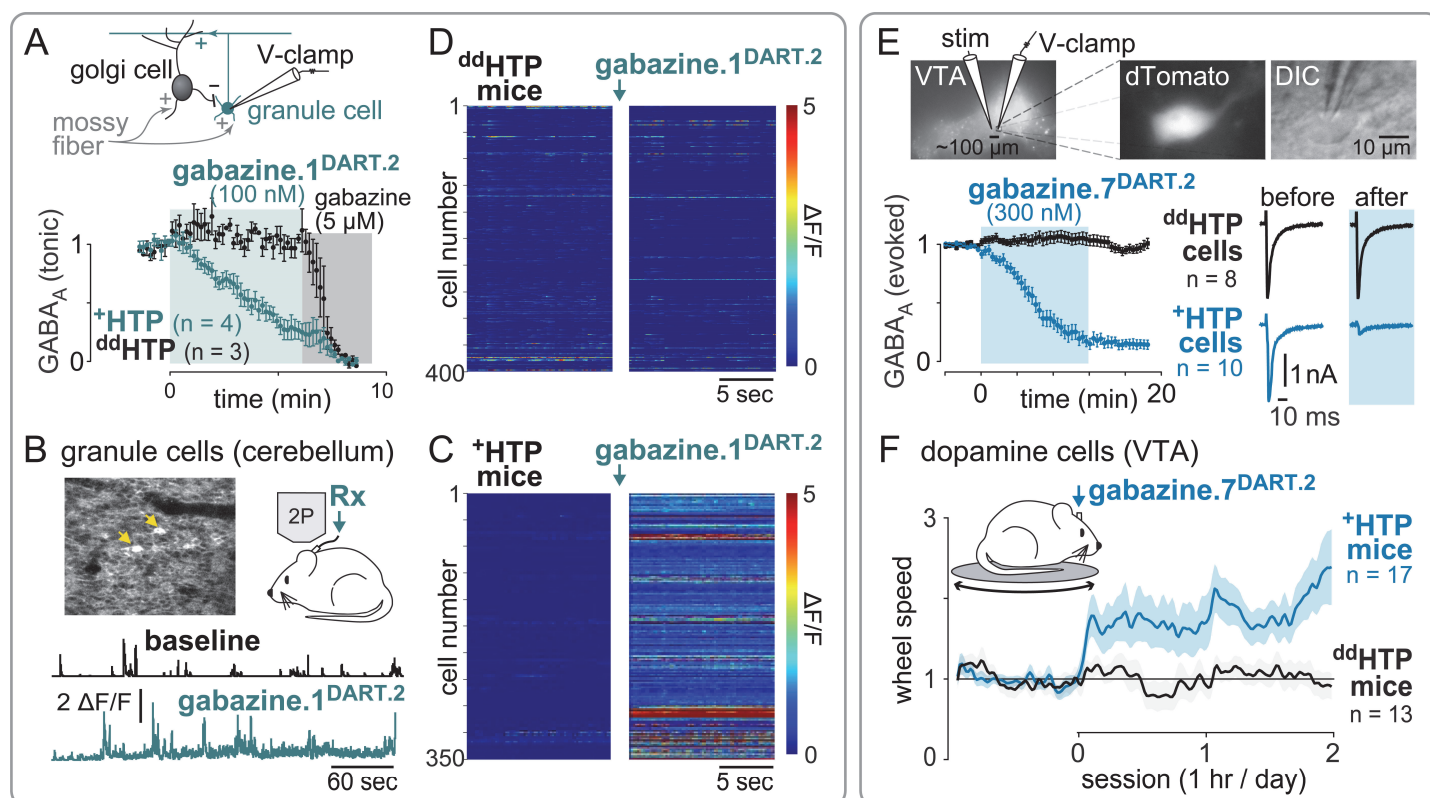 A
golgi cell
V-clamp
granule cell
mossy
fiber
+
+
+
−
gabazine.1DART.2
(100 nM)
gabazine
(5 µM)
GABAA (tonic)
1
0
+HTP (n = 4)
ddHTP (n = 3)
0
10
time (min)
B granule cells (cerebellum)
2P
Rx
baseline
2 ΔF/F
gabazine.1DART.2
60 sec
D
ddHTP
mice
gabazine.1DART.2
1
cell number
400
5
ΔF/F
0
5 sec
C
+HTP
mice
gabazine.1DART.2
1
cell number
350
5
ΔF/F
0
5 sec
E
stim
V-clamp
VTA
~100 µm
dTomato
DIC
10 µm
gabazine.7DART.2
(300 nM)
GABAA (evoked)
1
0
0
20
time (min)
before
after
ddHTP
cells
n = 8
+HTP
cells
n = 10
1 nA
10 ms
F dopamine cells (VTA)
gabazine.7DART.2
wheel speed
3
1
0
+HTP
mice
n = 17
ddHTP
mice
n = 13
0
1
2
session (1 hr / day)